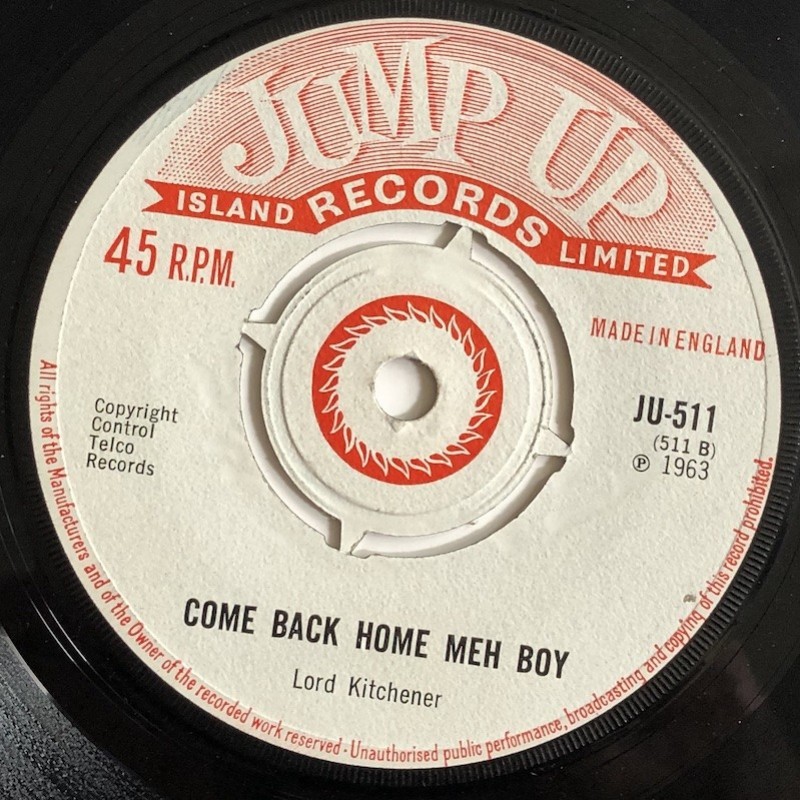 JUMP UP
ISLAND RECORDS LIMITED
45 R.P.M.
MADE IN ENGLAND
Copyright
Control
Telco
Records
JU-511
(511 B)
℗ 1963
COME BACK HOME MEH BOY
Lord Kitchener
All rights of the Manufacturers and of the Owner of the recorded work reserved - Unauthorised public performance, broadcasting and copying of this record prohibited.